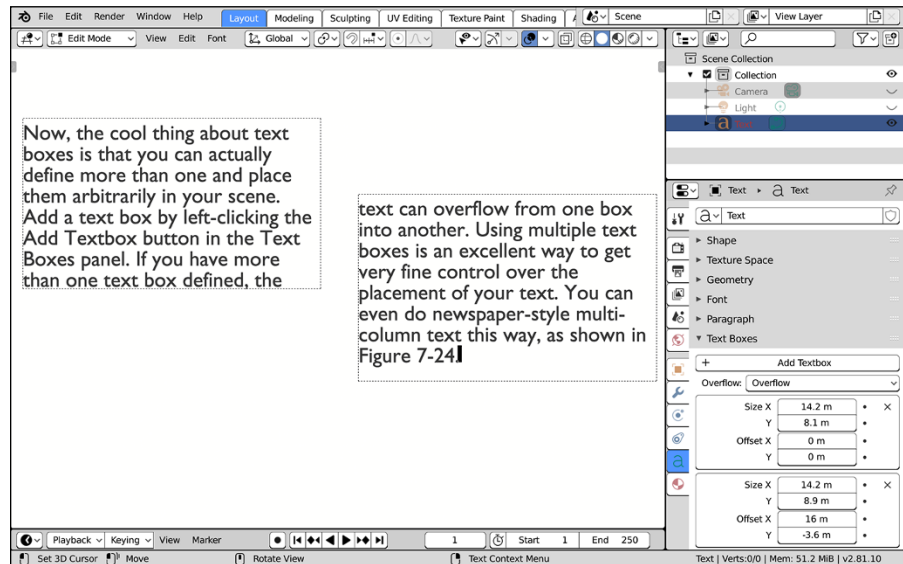 File Edit Render Window Help Layout Modeling Sculpting UV Editing Texture Paint Shading Scene View Layer
Edit Mode View Edit Font Global
Scene Collection
Collection
Camera
Light
Now, the cool thing about text
boxes is that you can actually
define more than one and place
them arbitrarily in your scene.
Add a text box by left-clicking the
Add Textbox button in the Text
Boxes panel. If you have more
than one text box defined, the
text can overflow from one box
into another. Using multiple text
boxes is an excellent way to get
very fine control over the
placement of your text. You can
even do newspaper-style multi-
column text this way, as shown in
Figure 7-24.
Text Text
Text
Shape
Texture Space
Geometry
Font
Paragraph
Text Boxes
+ Add Textbox
Overflow: Overflow
Size X 14.2 m
Y 8.1 m
Offset X 0 m
Y 0 m
Size X 14.2 m
Y 8.9 m
Offset X 16 m
Y -3.6 m
Playback Keying View Marker 1 Start 1 End 250
Set 3D Cursor Move Rotate View Text Context Menu Text | Verts:0/0 | Mem: 51.2 MiB | v2.81.10